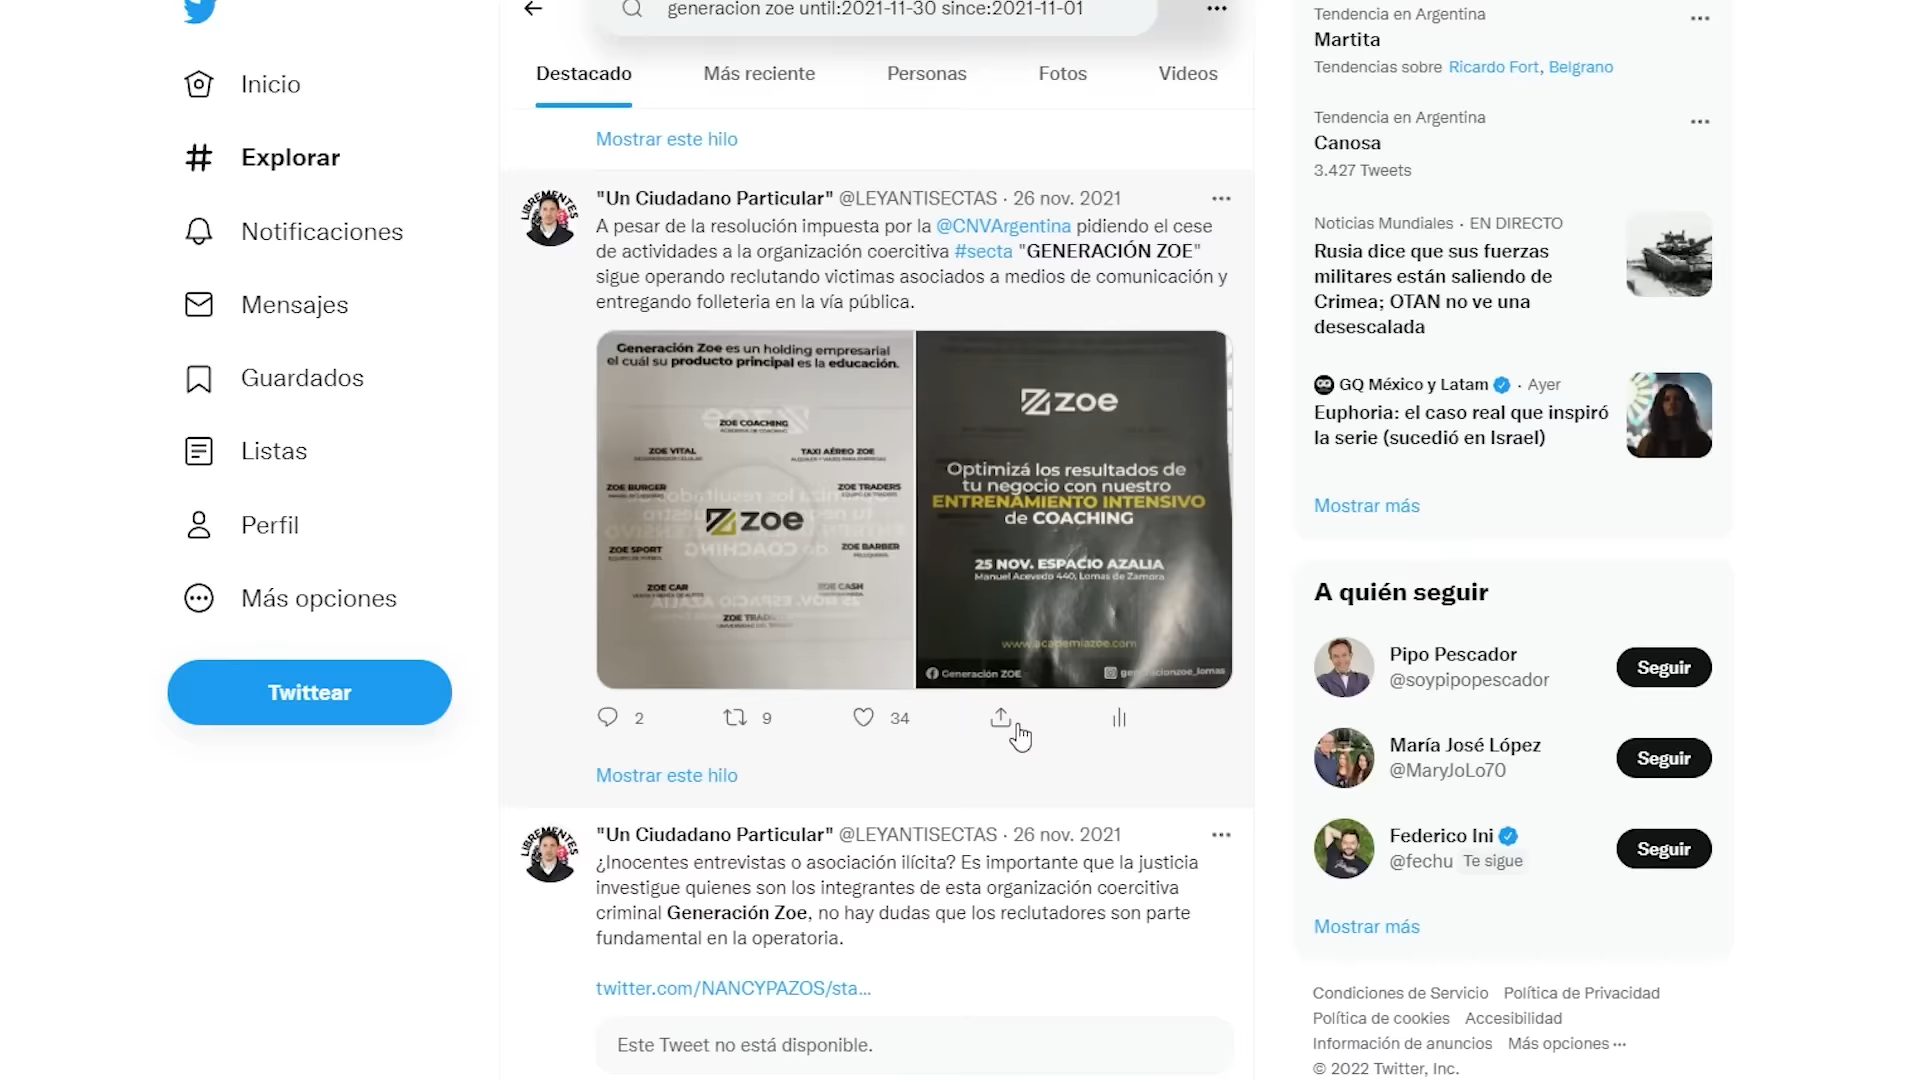 generacion zoe until:2021-11-30 since:2021-11-01
Destacado
Más reciente
Personas
Fotos
Videos
Inicio
Explorar
Notificaciones
Mensajes
Guardados
Listas
Perfil
Más opciones
Twittear
Mostrar este hilo
"Un Ciudadano Particular" @LEYANTISECTAS · 26 nov. 2021
A pesar de la resolución impuesta por la @CNVArgentina pidiendo el cese
de actividades a la organización coercitiva #secta "GENERACIÓN ZOE"
sigue operando reclutando victimas asociados a medios de comunicación y
entregando folleteria en la vía pública.
Generación Zoe es un holding empresarial
el cuál su producto principal es la educación.
ZOE COACHING
ZOE VITAL
TAXI AÉREO ZOE
ZOE BURGER
ZOE TRADERS
zoe
ZOE SPORT
ZOE BARBER
ZOE CAR
ZOE CASH
zoe
Optimizá los resultados de
tu negocio con nuestro
ENTRENAMIENTO INTENSIVO
de COACHING
25 NOV. ESPACIO AZALIA
Manuel Acevedo 440, Lomas de Zamora
www.academiazoe.com
Generación ZOE
2
9
34
Mostrar este hilo
"Un Ciudadano Particular" @LEYANTISECTAS · 26 nov. 2021
¿Inocentes entrevistas o asociación ilícita? Es importante que la justicia
investigue quienes son los integrantes de esta organización coercitiva
criminal Generación Zoe, no hay dudas que los reclutadores son parte
fundamental en la operatoria.
twitter.com/NANCYPAZOS/sta...
Este Tweet no está disponible.
Tendencia en Argentina
Martita
Tendencias sobre Ricardo Fort, Belgrano
Tendencia en Argentina
Canosa
3.427 Tweets
Noticias Mundiales · EN DIRECTO
Rusia dice que sus fuerzas
militares están saliendo de
Crimea; OTAN no ve una
desescalada
GQ México y Latam · Ayer
Euphoria: el caso real que inspiró
la serie (sucedió en Israel)
Mostrar más
A quién seguir
Pipo Pescador
@soypipopescador
Seguir
María José López
@MaryJoLo70
Seguir
Federico Ini
@fechu Te sigue
Seguir
Mostrar más
Condiciones de Servicio Política de Privacidad
Política de cookies Accesibilidad
Información de anuncios Más opciones ···
© 2022 Twitter, Inc.